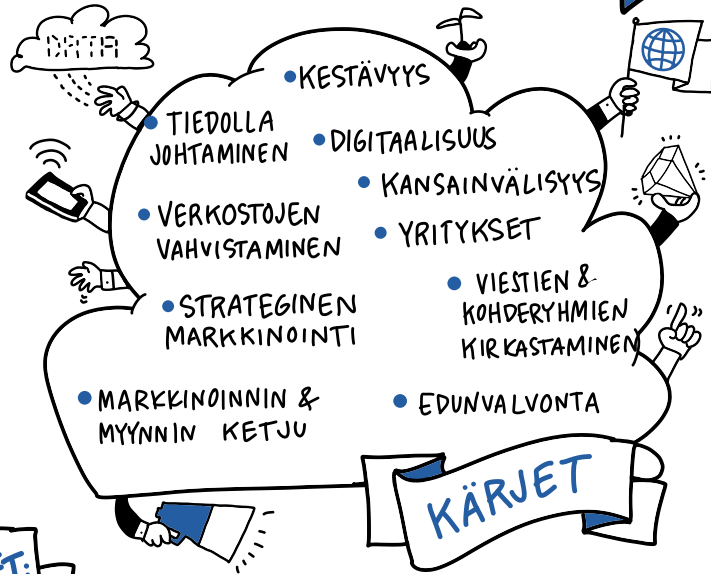 DATA
KESTÄVYYS
TIEDOLLA
JOHTAMINEN
DIGITAALISUUS
KANSAINVÄLISYYS
VERKOSTOJEN
VAHVISTAMINEN
YRITYKSET
STRATEGINEN
MARKKINOINTI
VIESTIEN &
KOHDERYHMIEN
KIRKASTAMINEN
MARKKINOINNIN &
MYYNNIN KETJU
EDUNVALVONTA
KÄRJET